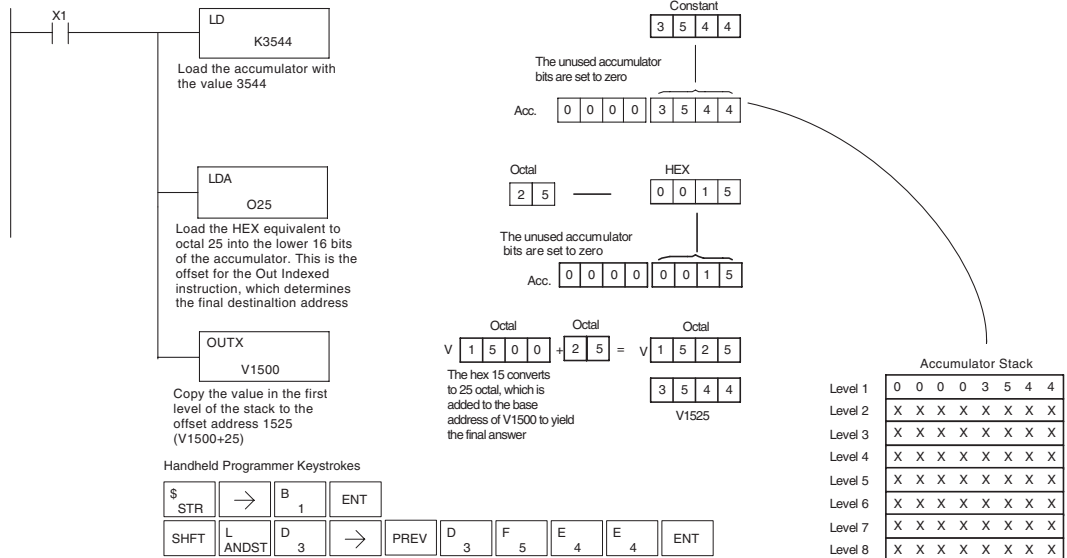 X1
LD
K3544
Load the accumulator with
the value 3544
LDA
O25
Load the HEX equivalent to
octal 25 into the lower 16 bits
of the accumulator. This is the
offset for the Out Indexed
instruction, which determines
the final destinaltion address
OUTX
V1500
Copy the value in the first
level of the stack to the
offset address 1525
(V1500+25)
Constant
3 5 4 4
The unused accumulator
bits are set to zero
Acc. 0 0 0 0 3 5 4 4
Octal HEX
2 5 0 0 1 5
The unused accumulator
bits are set to zero
Acc. 0 0 0 0 0 0 1 5
Octal Octal Octal
V 1 5 0 0 + 2 5 = V 1 5 2 5
The hex 15 converts
to 25 octal, which is
added to the base
address of V1500 to yield
the final answer
3 5 4 4
V1525
Accumulator Stack
Level 1 0 0 0 0 3 5 4 4
Level 2 X X X X X X X X
Level 3 X X X X X X X X
Level 4 X X X X X X X X
Level 5 X X X X X X X X
Level 6 X X X X X X X X
Level 7 X X X X X X X X
Level 8 X X X X X X X X
Handheld Programmer Keystrokes
$ STR → B 1 ENT
SHFT L ANDST D 3 → PREV D 3 F 5 E 4 E 4 ENT